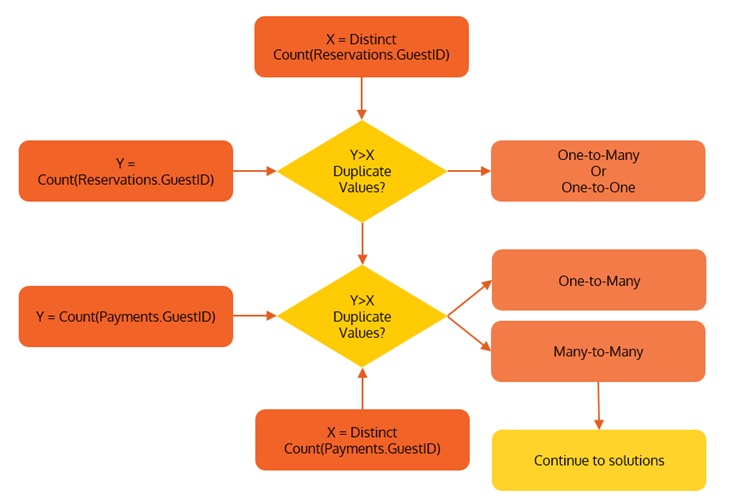 X = Distinct
Count(Reservations.GuestID)
Y =
Count(Reservations.GuestID)
Y>X
Duplicate
Values?
One-to-Many
Or
One-to-One
Y = Count(Payments.GuestID)
Y>X
Duplicate
Values?
One-to-Many
Many-to-Many
X = Distinct
Count(Payments.GuestID)
Continue to solutions